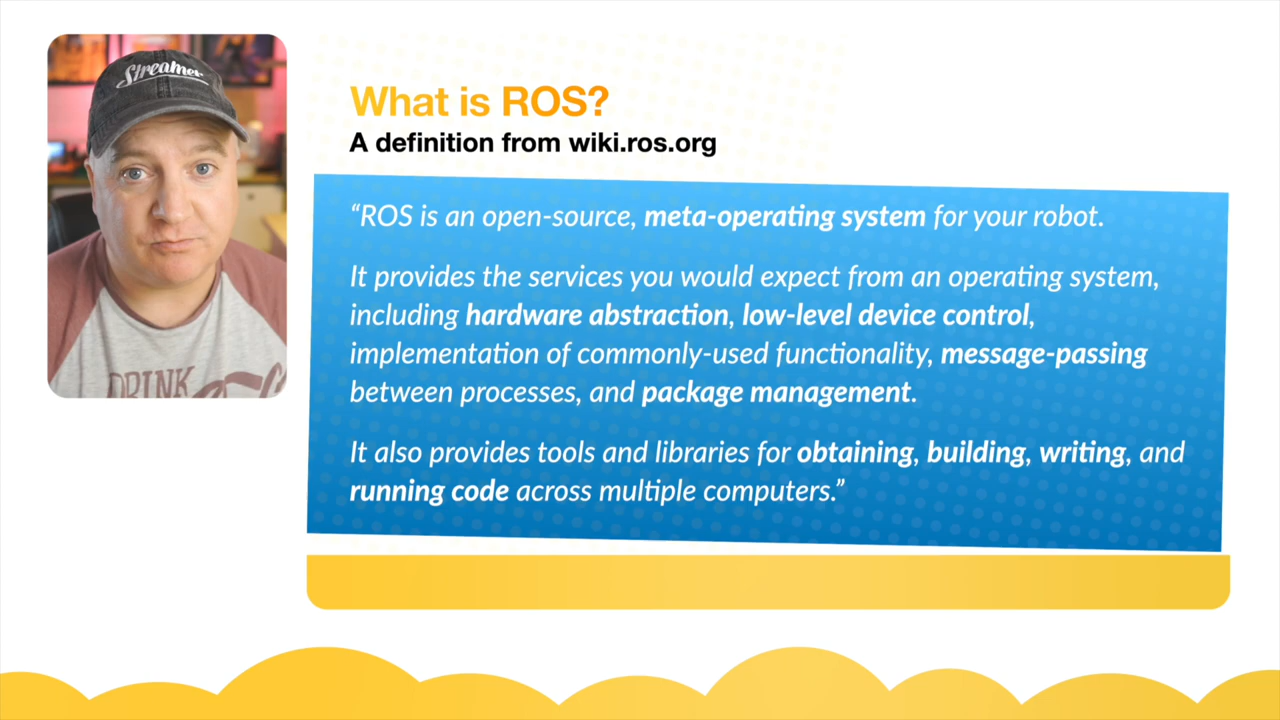 Streamer
What is ROS?
A definition from wiki.ros.org
“ROS is an open-source, meta-operating system for your robot.
It provides the services you would expect from an operating system,
including hardware abstraction, low-level device control,
implementation of commonly-used functionality, message-passing
between processes, and package management.
It also provides tools and libraries for obtaining, building, writing, and
running code across multiple computers.”
DRINK